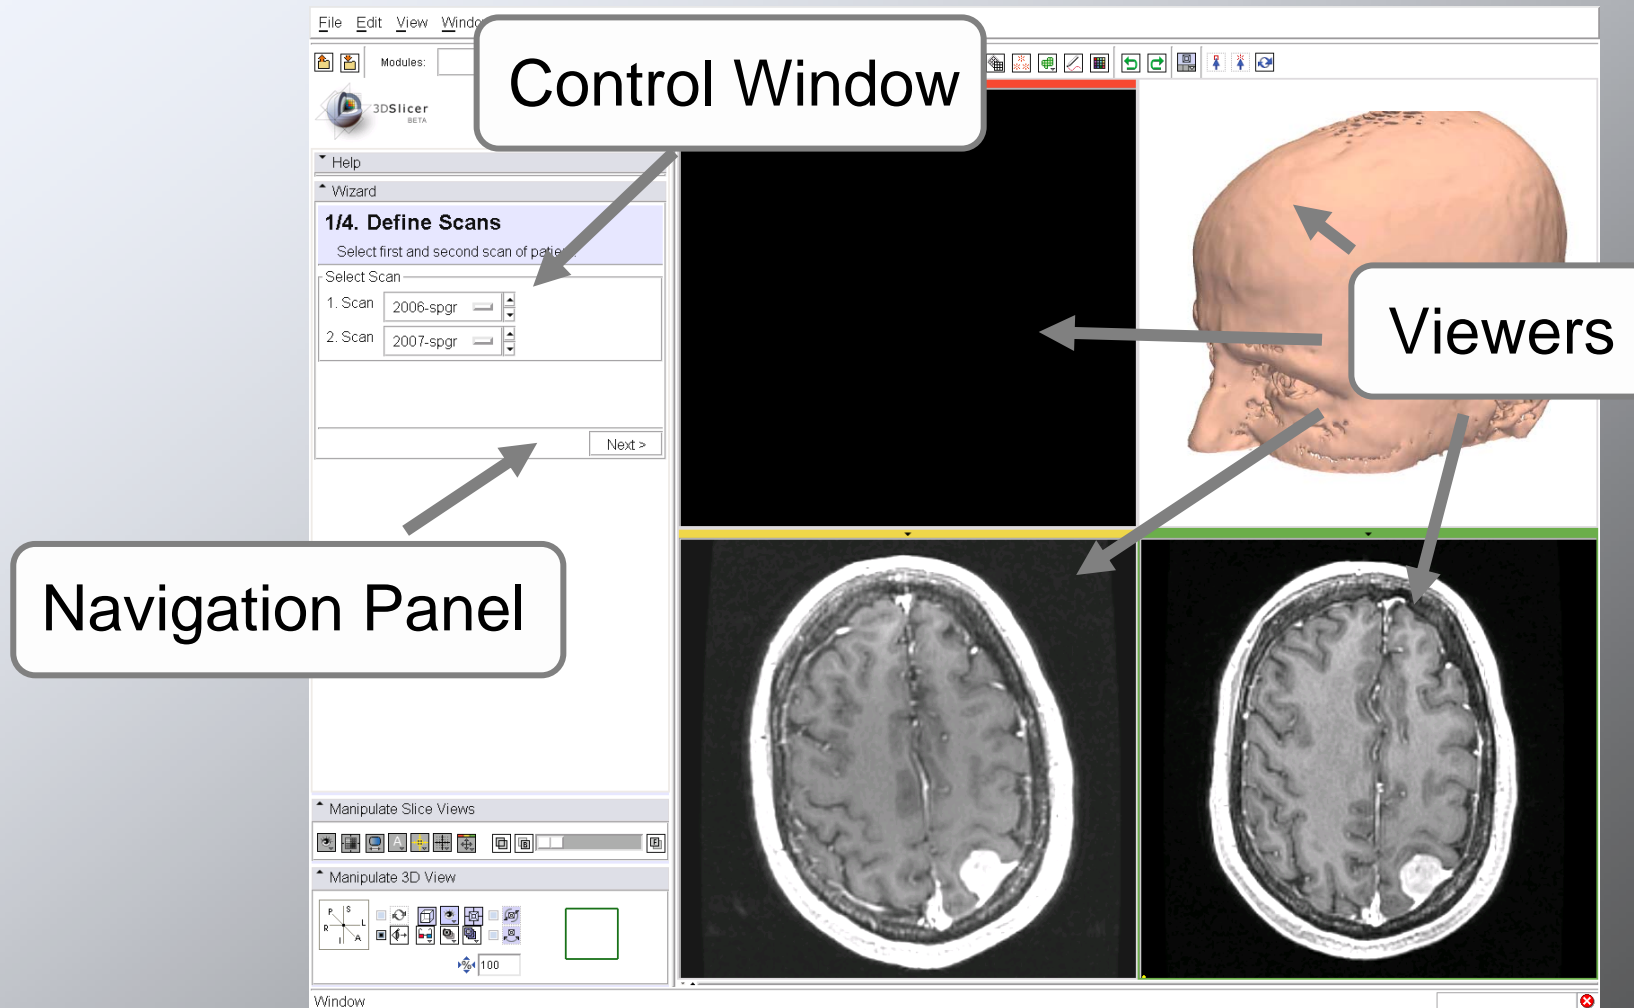 File Edit View
Control Window
Modules:
3DSlicer
BETA
Help
Wizard
1/4. Define Scans
Select first and second scan of
Select Scan
1. Scan 2006-spgr
2. Scan 2007-spgr
Next >
Viewers
Navigation Panel
Manipulate Slice Views
Manipulate 3D View
P S
R L
I A
% 100
Window